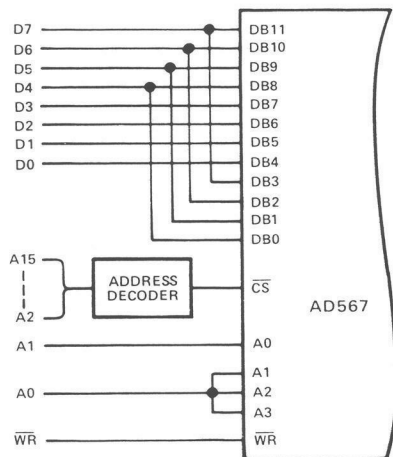 D7 DB11
D6 DB10
D5 DB9
D4 DB8
D3 DB7
D2 DB6
D1 DB5
D0 DB4
DB3
DB2
DB1
DB0
A15
ADDRESS
DECODER
A2
CS
AD567
A1 A0
A1
A0 A2
A3
WR WR